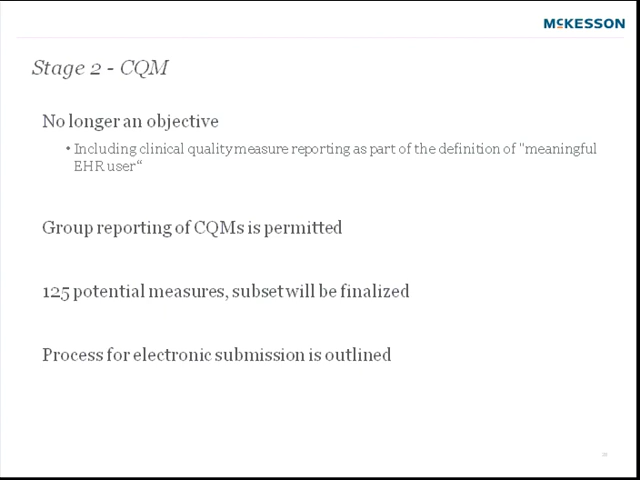 MCKESSON
Stage 2 - CQM
No longer an objective
• Including clinical quality measure reporting as part of the definition of "meaningful
EHR user“
Group reporting of CQMs is permitted
125 potential measures, subset will be finalized
Process for electronic submission is outlined